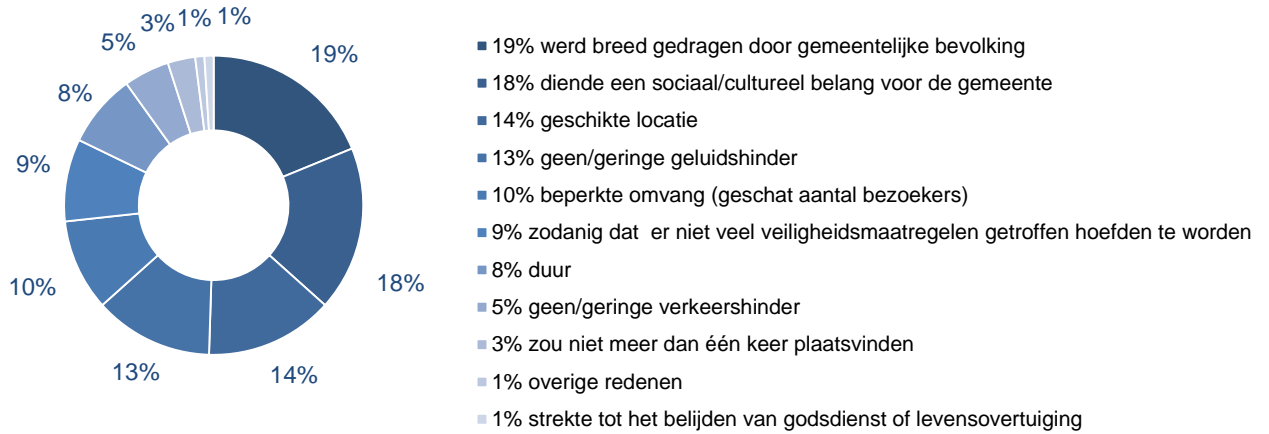 3% 1% 1%
5%
19%
8%
9%
10%
18%
13%
14%
19% werd breed gedragen door gemeentelijke bevolking
18% diende een sociaal/cultureel belang voor de gemeente
14% geschikte locatie
13% geen/geringe geluidshinder
10% beperkte omvang (geschat aantal bezoekers)
9% zodanig dat er niet veel veiligheidsmaatregelen getroffen hoefden te worden
8% duur
5% geen/geringe verkeershinder
3% zou niet meer dan één keer plaatsvinden
1% overige redenen
1% strekte tot het belijden van godsdienst of levensovertuiging